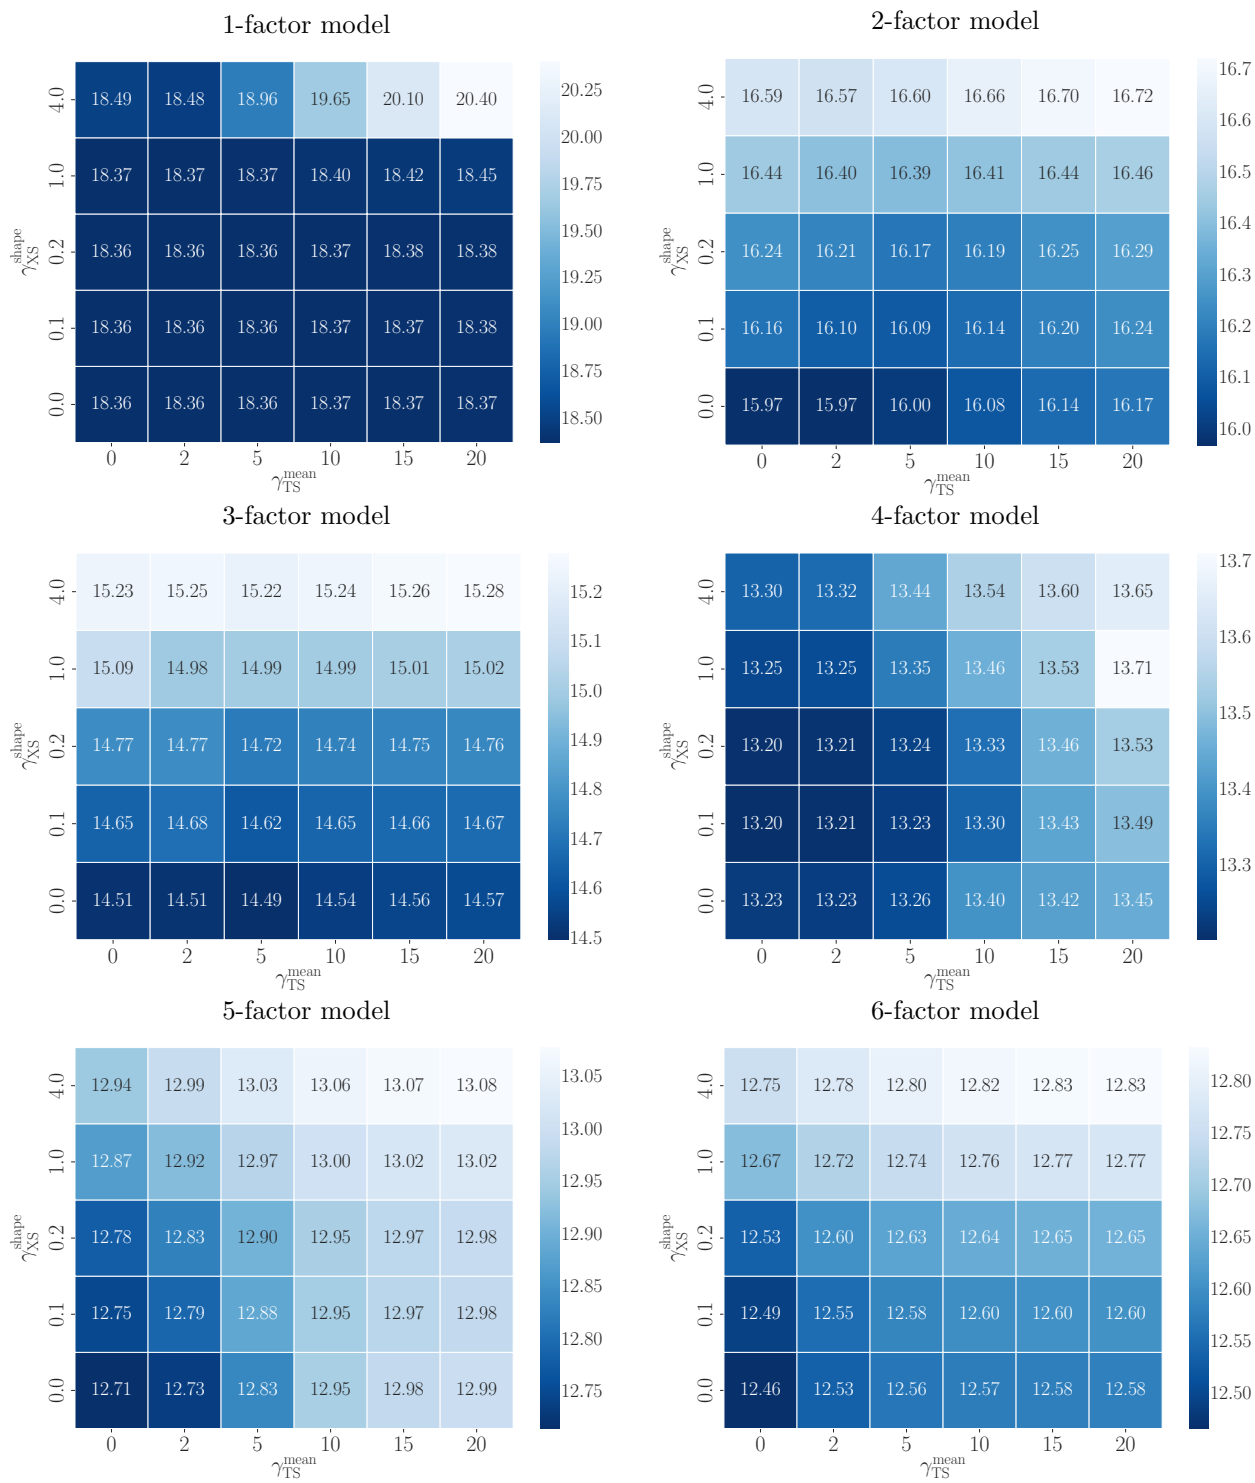 1-factor model
4.0 18.49 18.48 18.96 19.65 20.10 20.40
1.0 18.37 18.37 18.37 18.40 18.42 18.45
0.2 18.36 18.36 18.36 18.37 18.38 18.38
0.1 18.36 18.36 18.36 18.37 18.37 18.38
0.0 18.36 18.36 18.36 18.37 18.37 18.37
0 2 5 10 15 20
γ_XS^shape
γ_TS^mean
20.25
20.00
19.75
19.50
19.25
19.00
18.75
18.50
2-factor model
4.0 16.59 16.57 16.60 16.66 16.70 16.72
1.0 16.44 16.40 16.39 16.41 16.44 16.46
0.2 16.24 16.21 16.17 16.19 16.25 16.29
0.1 16.16 16.10 16.09 16.14 16.20 16.24
0.0 15.97 15.97 16.00 16.08 16.14 16.17
0 2 5 10 15 20
γ_XS^shape
γ_TS^mean
16.7
16.6
16.5
16.4
16.3
16.2
16.1
16.0
3-factor model
4.0 15.23 15.25 15.22 15.24 15.26 15.28
1.0 15.09 14.98 14.99 14.99 15.01 15.02
0.2 14.77 14.77 14.72 14.74 14.75 14.76
0.1 14.65 14.68 14.62 14.65 14.66 14.67
0.0 14.51 14.51 14.49 14.54 14.56 14.57
0 2 5 10 15 20
γ_XS^shape
γ_TS^mean
15.2
15.1
15.0
14.9
14.8
14.7
14.6
14.5
4-factor model
4.0 13.30 13.32 13.44 13.54 13.60 13.65
1.0 13.25 13.25 13.35 13.46 13.53 13.71
0.2 13.20 13.21 13.24 13.33 13.46 13.53
0.1 13.20 13.21 13.23 13.30 13.43 13.49
0.0 13.23 13.23 13.26 13.40 13.42 13.45
0 2 5 10 15 20
γ_XS^shape
γ_TS^mean
13.7
13.6
13.5
13.4
13.3
5-factor model
4.0 12.94 12.99 13.03 13.06 13.07 13.08
1.0 12.87 12.92 12.97 13.00 13.02 13.02
0.2 12.78 12.83 12.90 12.95 12.97 12.98
0.1 12.75 12.79 12.88 12.95 12.97 12.98
0.0 12.71 12.73 12.83 12.95 12.98 12.99
0 2 5 10 15 20
γ_XS^shape
γ_TS^mean
13.05
13.00
12.95
12.90
12.85
12.80
12.75
6-factor model
4.0 12.75 12.78 12.80 12.82 12.83 12.83
1.0 12.67 12.72 12.74 12.76 12.77 12.77
0.2 12.53 12.60 12.63 12.64 12.65 12.65
0.1 12.49 12.55 12.58 12.60 12.60 12.60
0.0 12.46 12.53 12.56 12.57 12.58 12.58
0 2 5 10 15 20
γ_XS^shape
γ_TS^mean
12.80
12.75
12.70
12.65
12.60
12.55
12.50